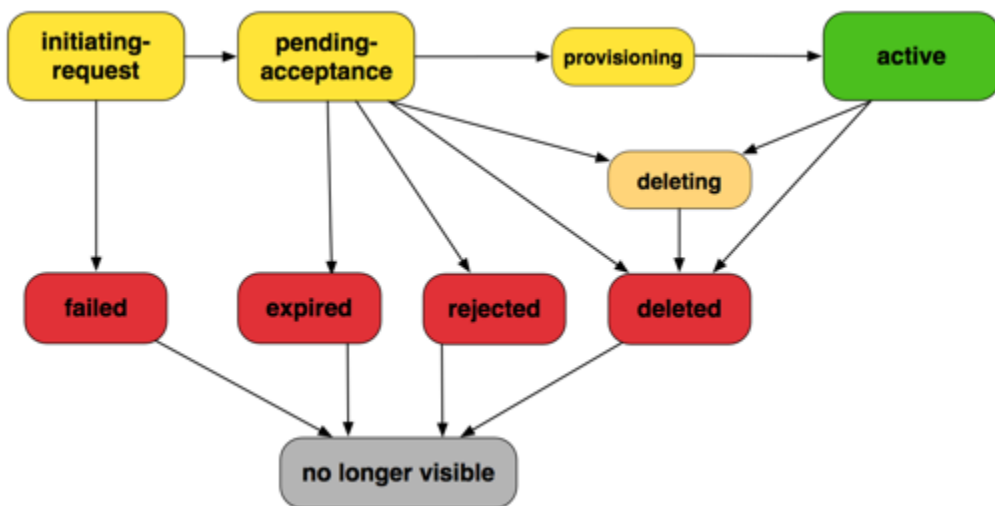 initiating-
request
pending-
acceptance
provisioning
active
deleting
failed
expired
rejected
deleted
no longer visible